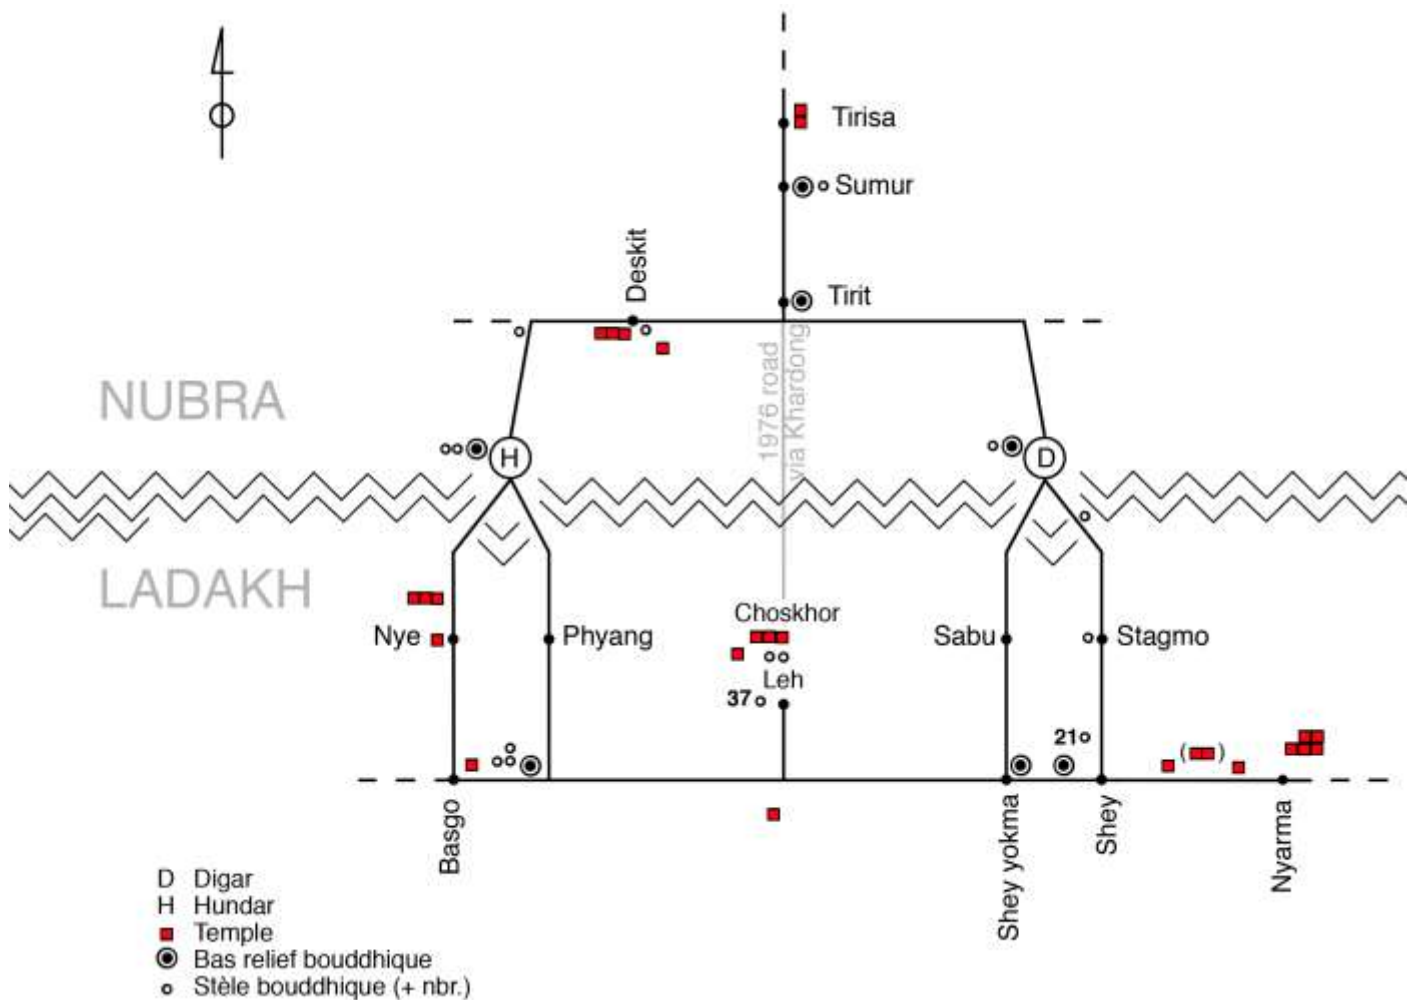 Tirisa
Sumur
Deskit
Tirit
1976 road
via Khardong
NUBRA
H
D
LADAKH
Choskhor
Nye
Phyang
Sabu
Stagmo
Leh
37
21
( )
Basgo
Shey yokma
Shey
Nyarma
D Digar
H Hundar
Temple
Bas relief bouddhique
Stèle bouddhique (+ nbr.)